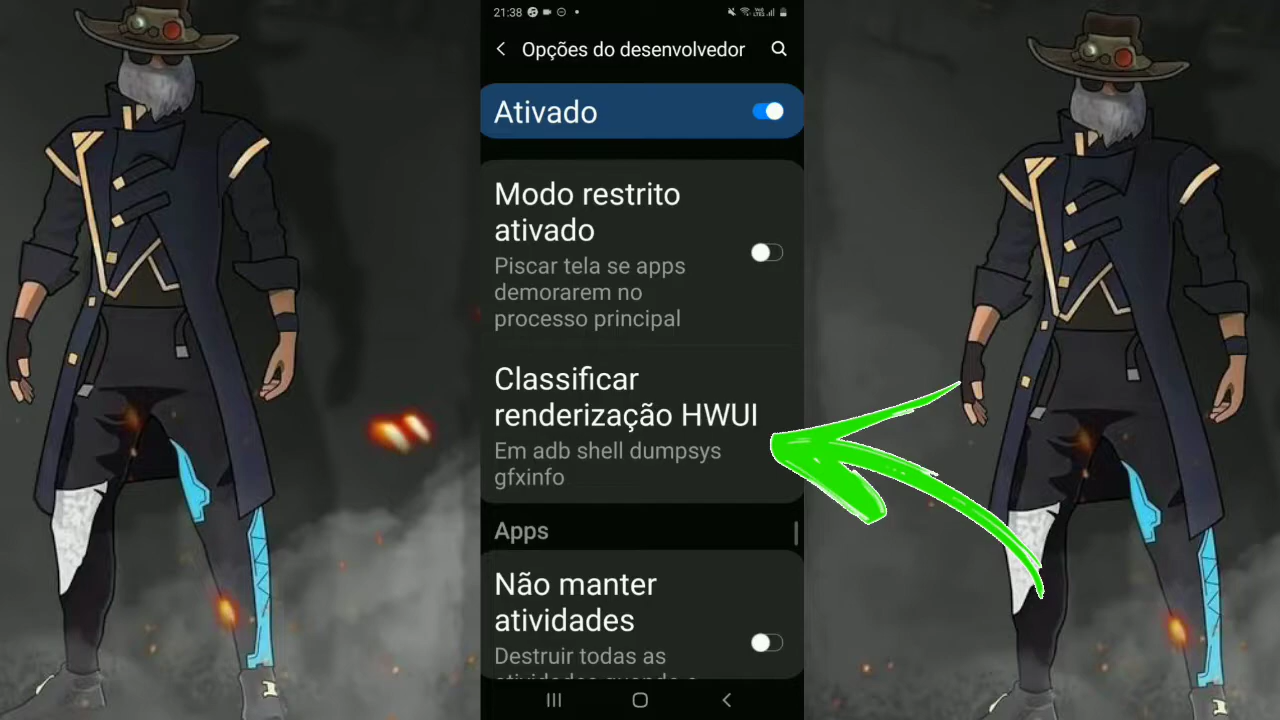 21:38
Opções do desenvolvedor
Ativado
Modo restrito
ativado
Piscar tela se apps
demorarem no
processo principal
Classificar
renderização HWUI
Em adb shell dumpsys
gfxinfo
Apps
Não manter
atividades
Destruir todas as